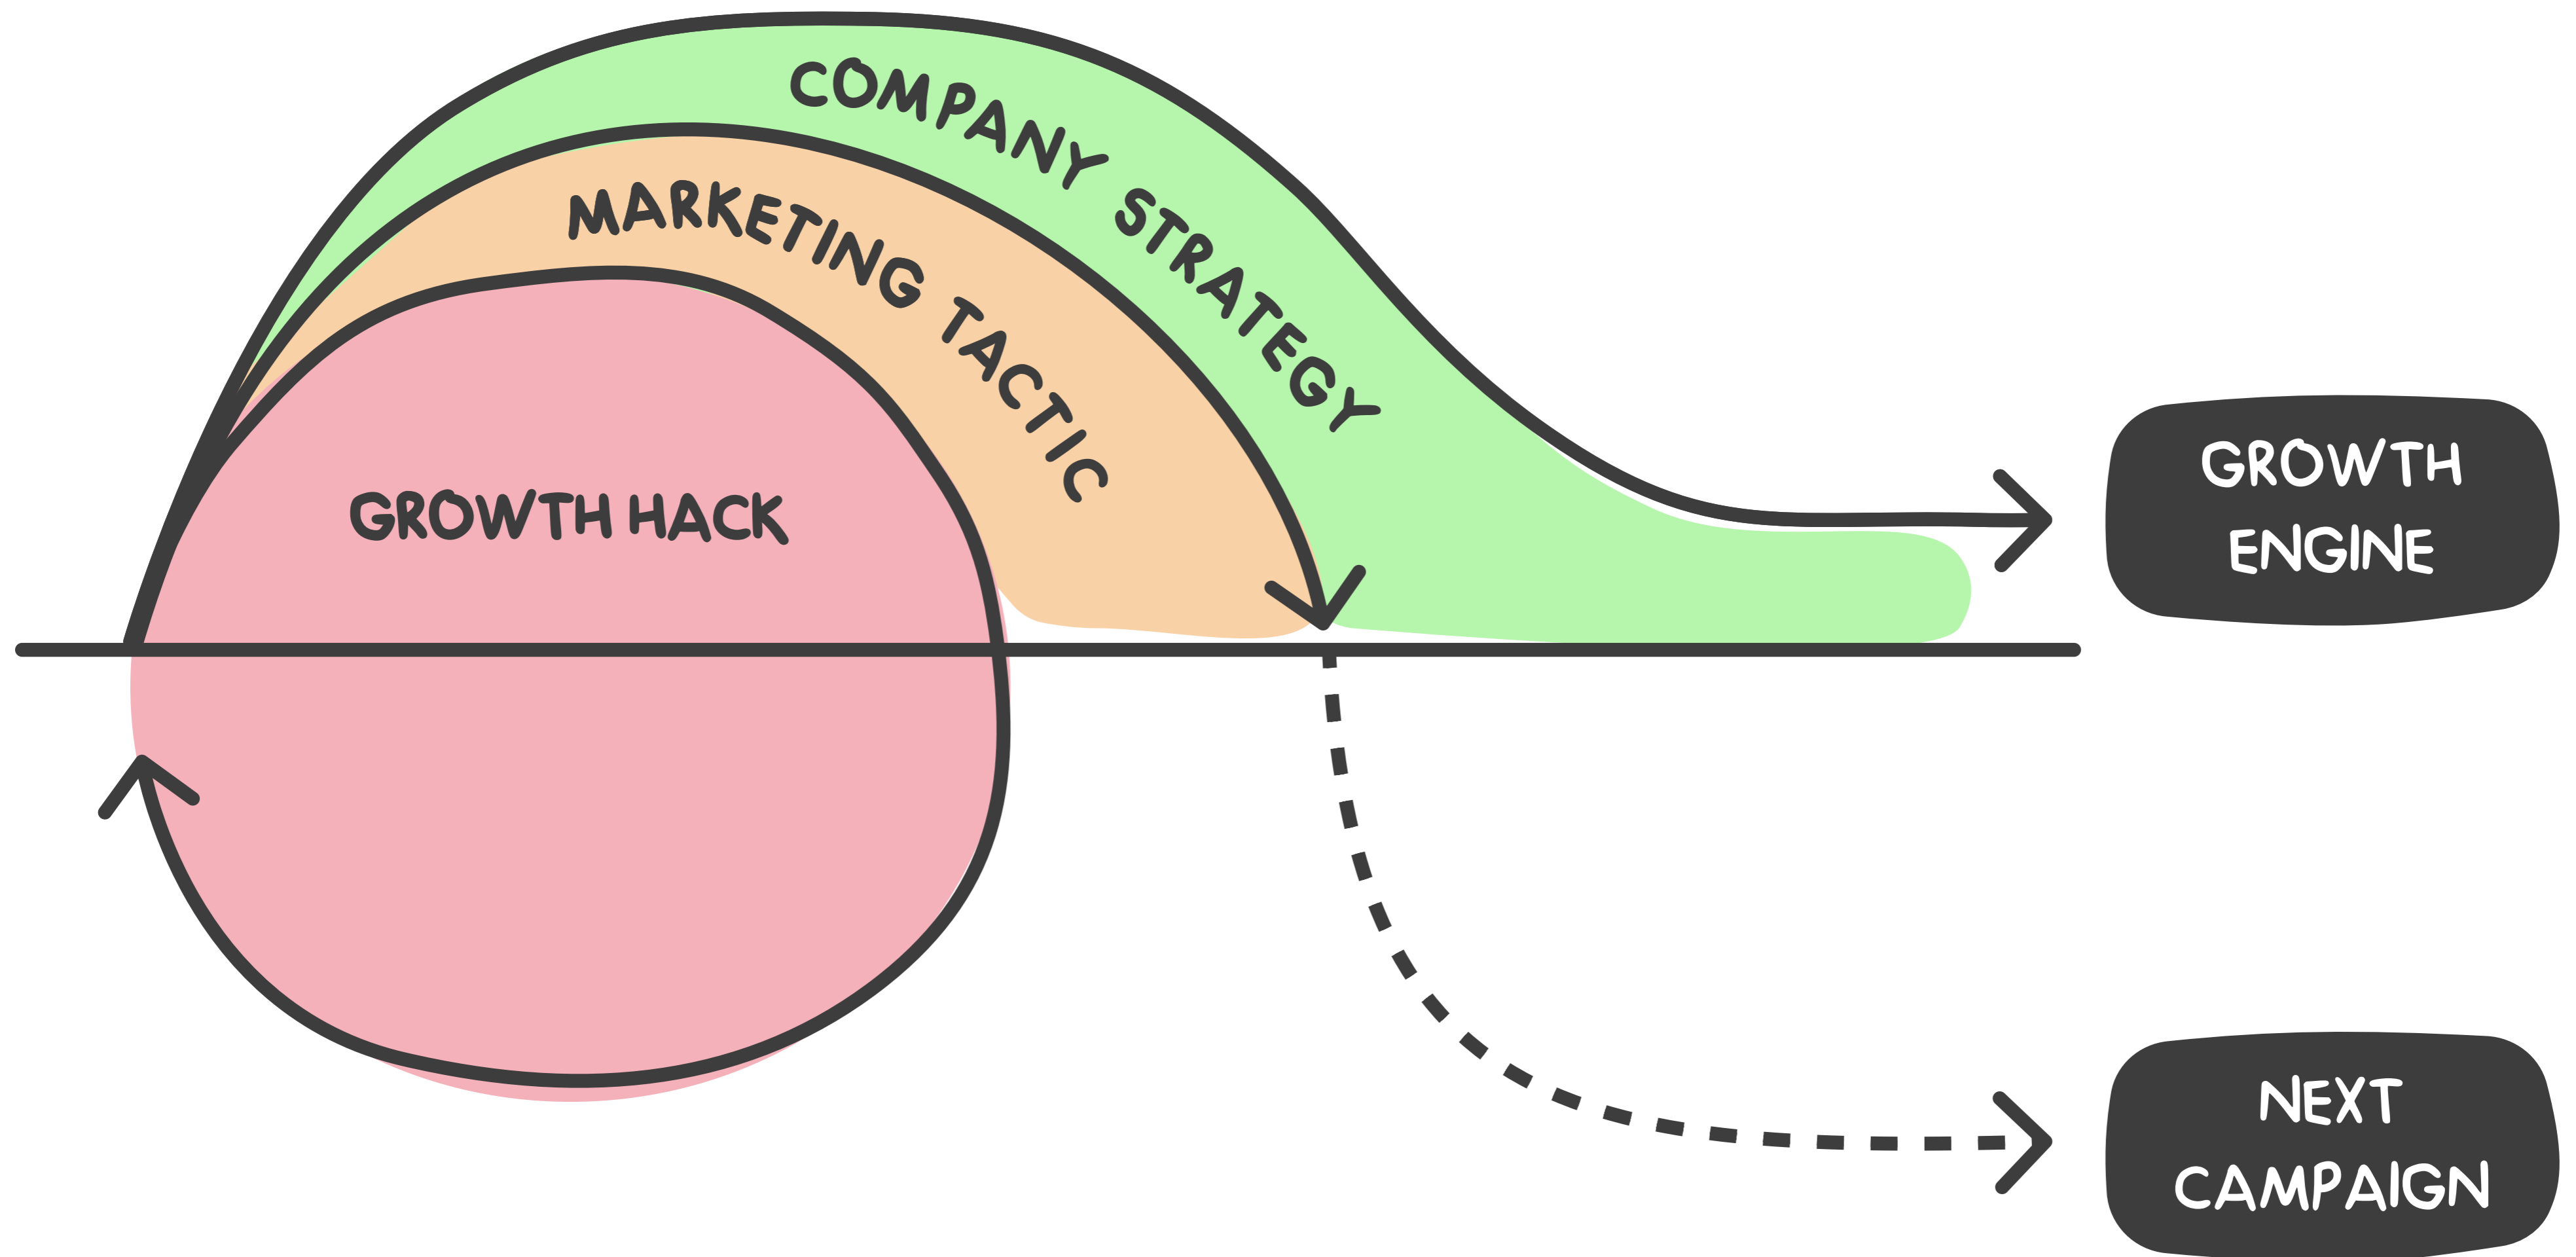 COMPANY STRATEGY
MARKETING TACTIC
GROWTH HACK
GROWTH
ENGINE
NEXT
CAMPAIGN